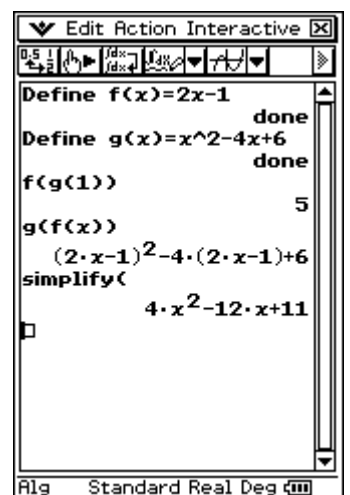 Edit Action Interactive
Define f(x)=2x-1
done
Define g(x)=x^2-4x+6
done
f(g(1))
5
g(f(x))
(2·x-1)²-4·(2·x-1)+6
simplify(
4·x²-12·x+11
Alg Standard Real Deg